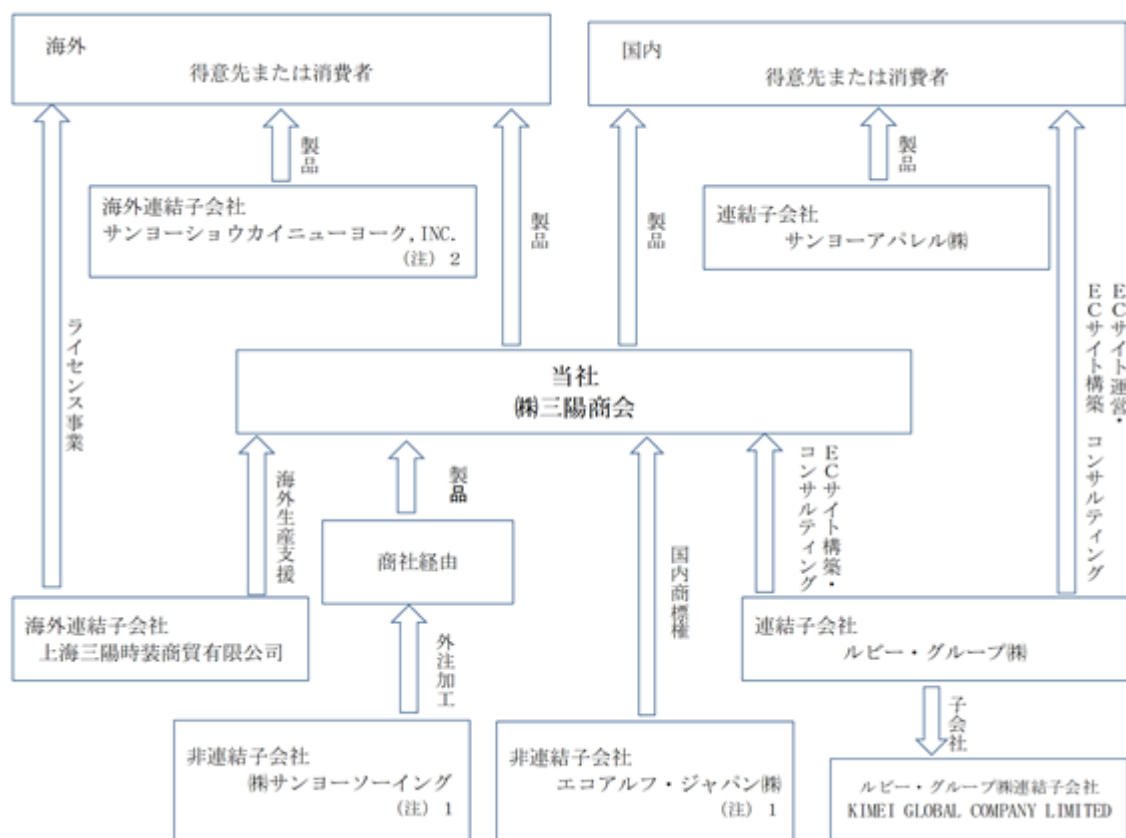 海外
得意先または消費者
国内
得意先または消費者
製品
製品
海外連結子会社
サンヨーショウカイニューヨーク,INC.
(注) 2
製品
製品
連結子会社
サンヨーアパレル㈱
ライセンス事業
ECサイト運営・
ECサイト構築 コンサルティング
当社
㈱三陽商会
海外生産支援
製品
国内商標権
ECサイト構築・
コンサルティング
商社経由
海外連結子会社
上海三陽時装商貿有限公司
外注加工
連結子会社
ルビー・グループ㈱
子会社
非連結子会社
㈱サンヨーソーイング
(注) 1
非連結子会社
エコアルフ・ジャパン㈱
(注) 1
ルビー・グループ㈱連結子会社
KIMEI GLOBAL COMPANY LIMITED